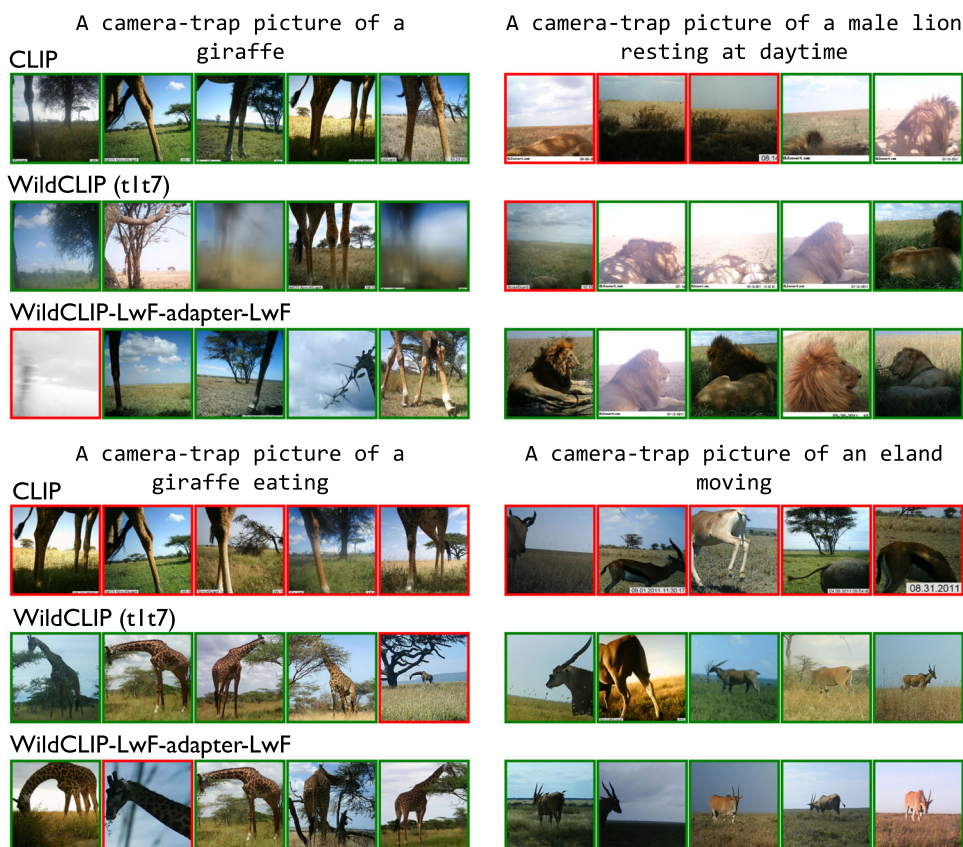 A camera-trap picture of a
giraffe
CLIP
WildCLIP (t1t7)
WildCLIP-LwF-adapter-LwF
A camera-trap picture of a male lion
resting at daytime
08:14
A camera-trap picture of a
giraffe eating
CLIP
WildCLIP (t1t7)
WildCLIP-LwF-adapter-LwF
A camera-trap picture of an eland
moving
09.01.2011 11:30:17
08.31.2011